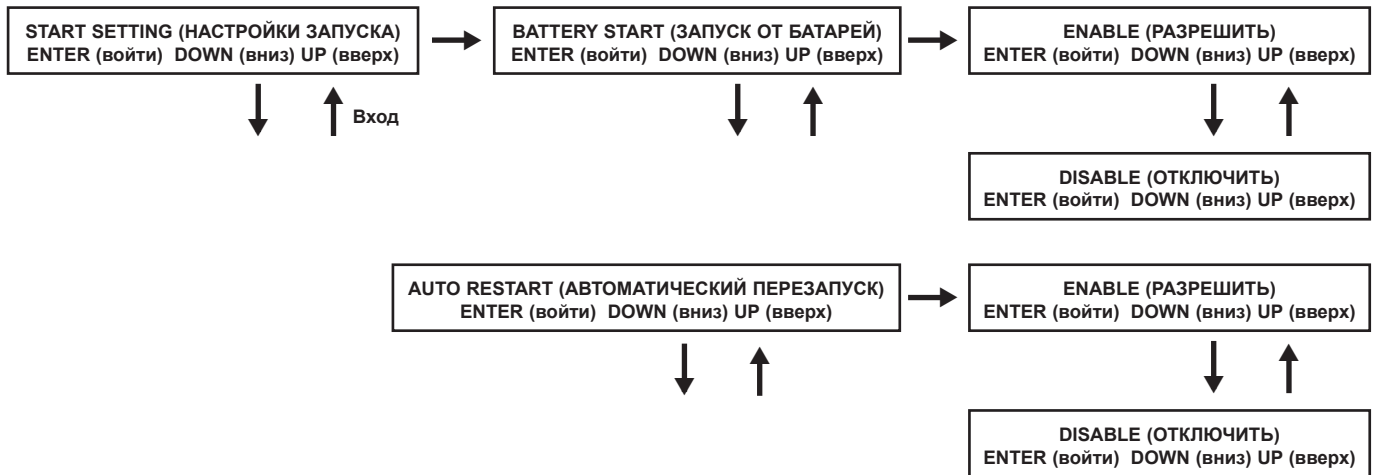 START SETTING (НАСТРОЙКИ ЗАПУСКА)
ENTER (войти) DOWN (вниз) UP (вверх)
BATTERY START (ЗАПУСК ОТ БАТАРЕЙ)
ENTER (войти) DOWN (вниз) UP (вверх)
ENABLE (РАЗРЕШИТЬ)
ENTER (войти) DOWN (вниз) UP (вверх)
Вход
DISABLE (ОТКЛЮЧИТЬ)
ENTER (войти) DOWN (вниз) UP (вверх)
AUTO RESTART (АВТОМАТИЧЕСКИЙ ПЕРЕЗАПУСК)
ENTER (войти) DOWN (вниз) UP (вверх)
ENABLE (РАЗРЕШИТЬ)
ENTER (войти) DOWN (вниз) UP (вверх)
DISABLE (ОТКЛЮЧИТЬ)
ENTER (войти) DOWN (вниз) UP (вверх)